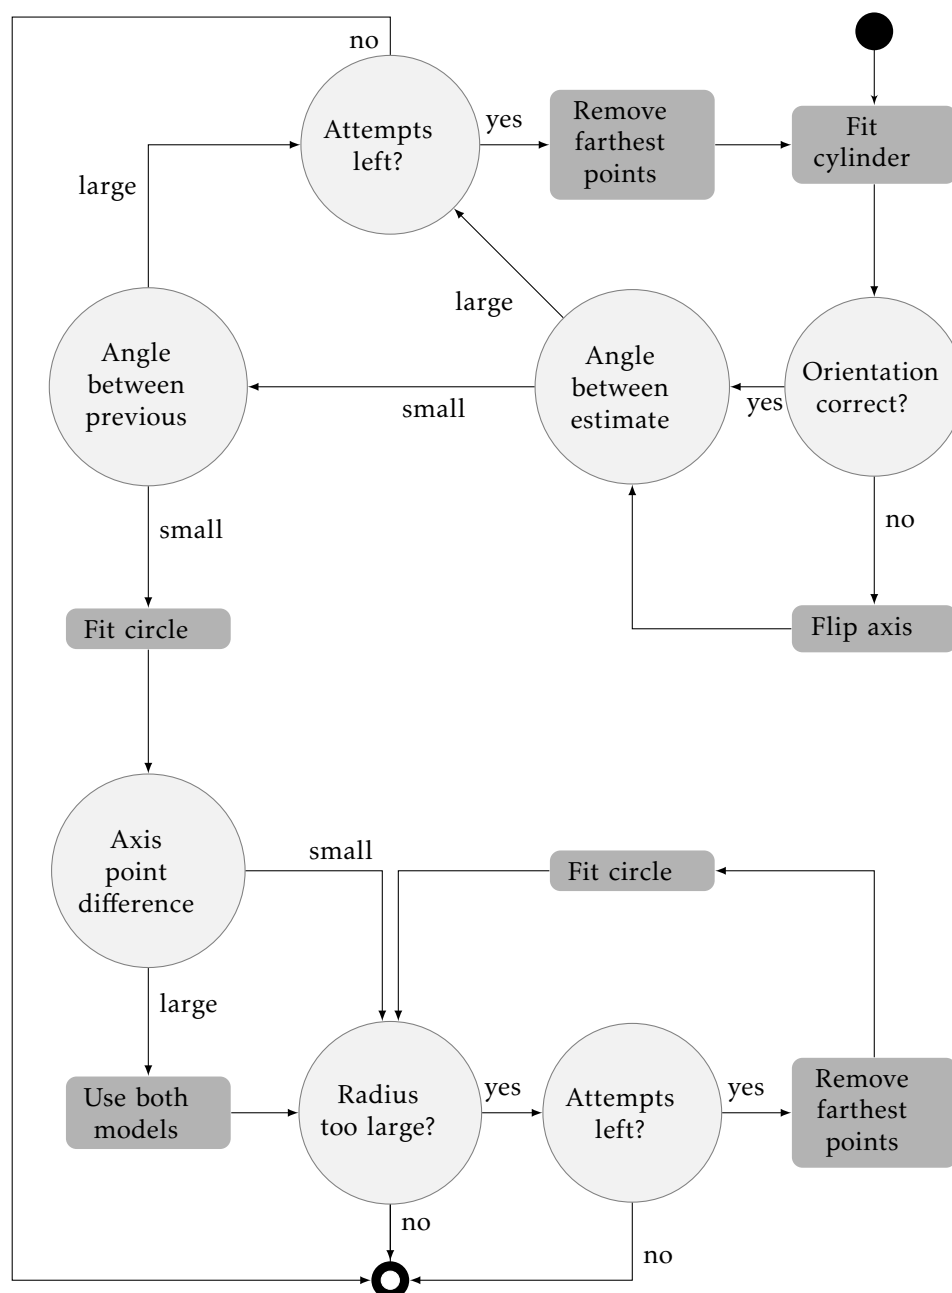 no
Attempts
left?
yes
Remove
farthest
points
Fit
cylinder
large
large
Angle
between
previous
small
Angle
between
estimate
yes
Orientation
correct?
small
no
Fit circle
Flip axis
Axis
point
difference
small
Fit circle
large
Use both
models
Radius
too large?
yes
Attempts
left?
yes
Remove
farthest
points
no
no